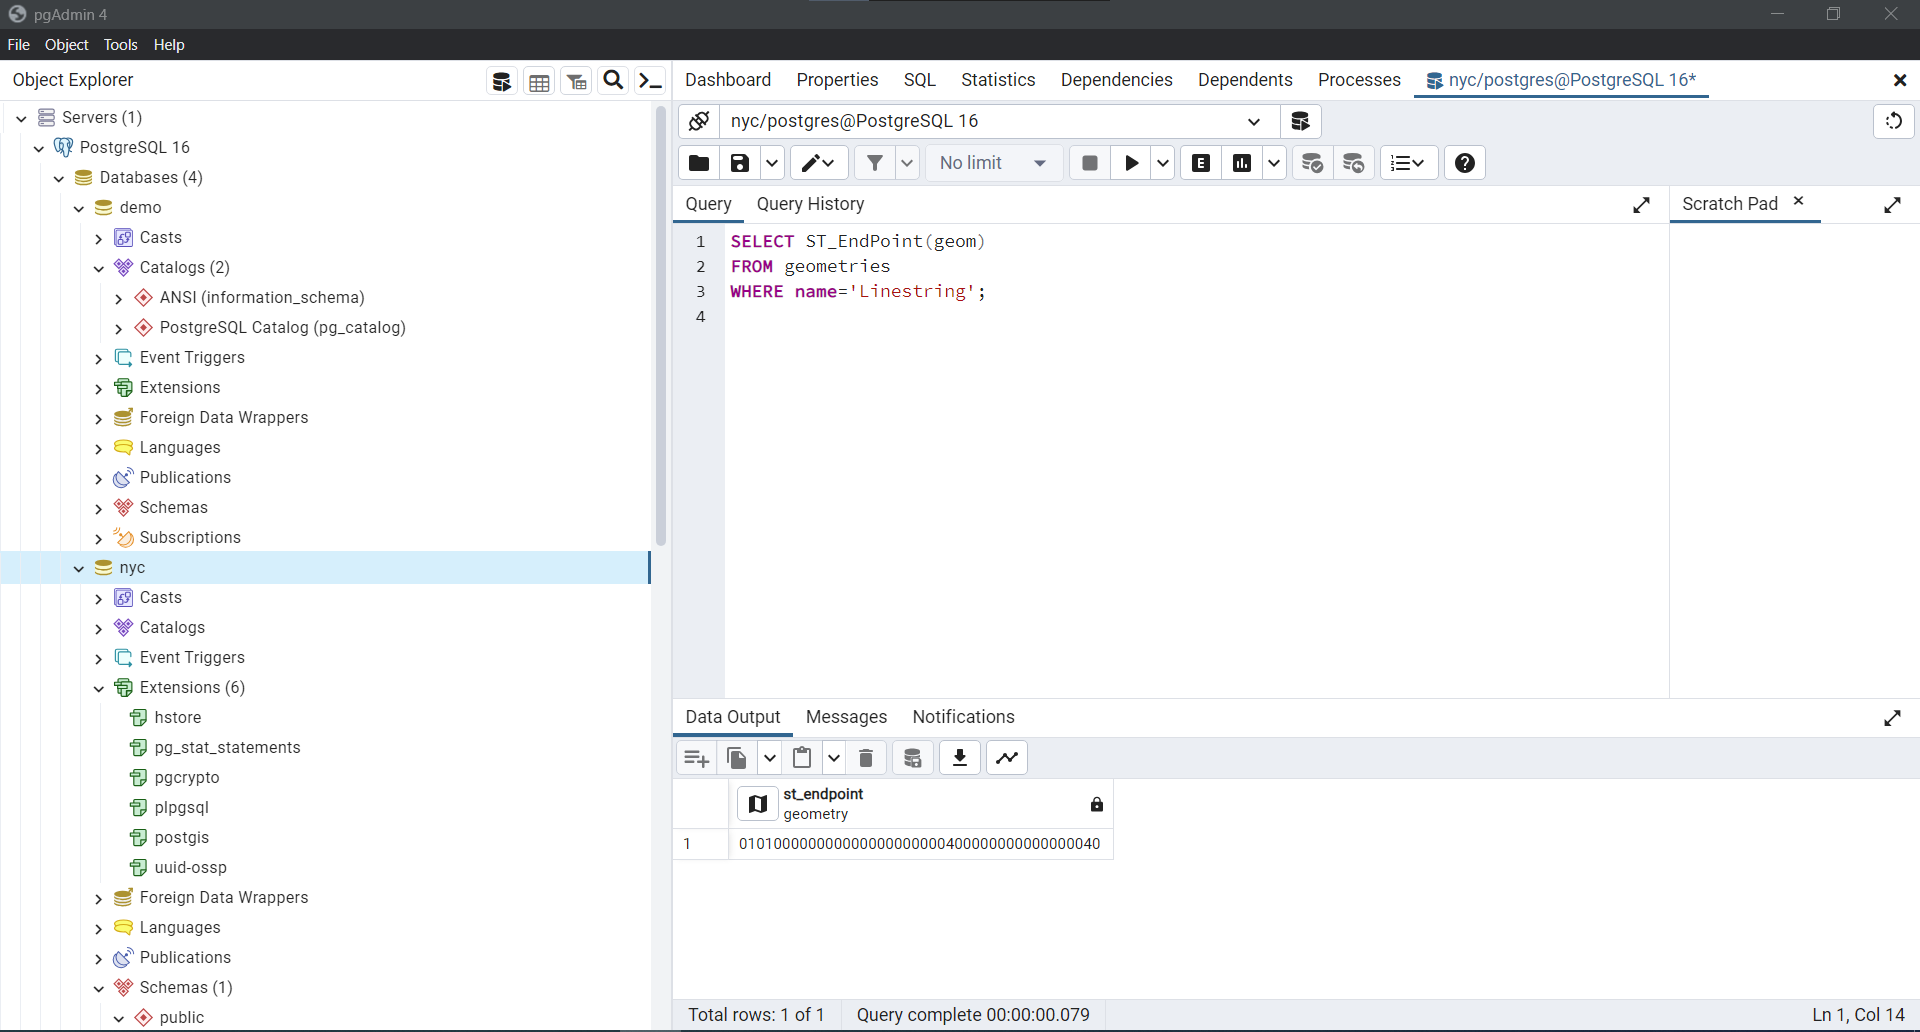 pgAdmin 4
File Object Tools Help
Object Explorer
Dashboard Properties SQL Statistics Dependencies Dependents Processes nyc/postgres@PostgreSQL 16*
Servers (1)
PostgreSQL 16
Databases (4)
demo
Casts
Catalogs (2)
ANSI (information_schema)
PostgreSQL Catalog (pg_catalog)
Event Triggers
Extensions
Foreign Data Wrappers
Languages
Publications
Schemas
Subscriptions
nyc
Casts
Catalogs
Event Triggers
Extensions (6)
hstore
pg_stat_statements
pgcrypto
plpgsql
postgis
uuid-ossp
Foreign Data Wrappers
Languages
Publications
Schemas (1)
public
nyc/postgres@PostgreSQL 16
No limit
E
Query Query History
Scratch Pad
1 SELECT ST_EndPoint(geom)
2 FROM geometries
3 WHERE name='Linestring';
4
Data Output Messages Notifications
st_endpoint
geometry
1 010100000000000000000000400000000000000040
Total rows: 1 of 1 Query complete 00:00:00.079 Ln 1, Col 14